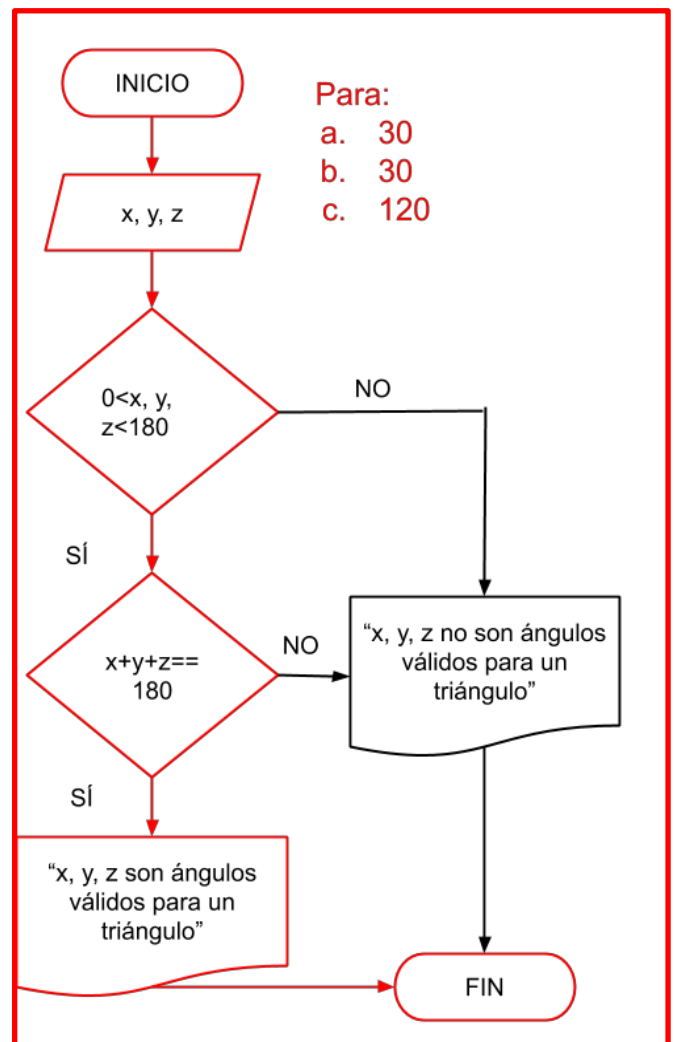 INICIO
Para:
a. 30
b. 30
c. 120
x, y, z
0<x, y,
z<180
NO
SÍ
x+y+z==
180
NO
“x, y, z no son ángulos
válidos para un
triángulo”
SÍ
“x, y, z son ángulos
válidos para un
triángulo”
FIN